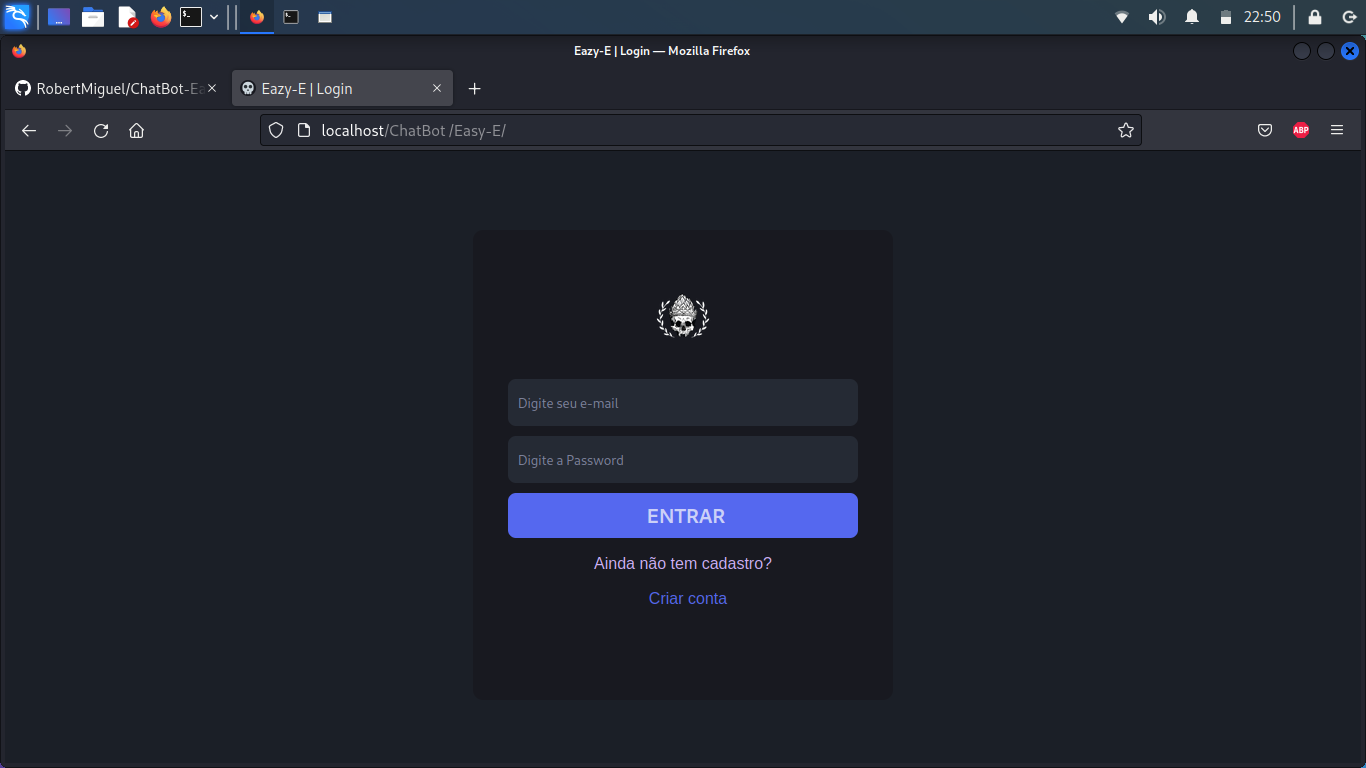 22:50
Eazy-E | Login — Mozilla Firefox
RobertMiguel/ChatBot-Ea
Eazy-E | Login
localhost/ChatBot /Easy-E/
ABP
Digite seu e-mail
Digite a Password
ENTRAR
Ainda não tem cadastro?
Criar conta